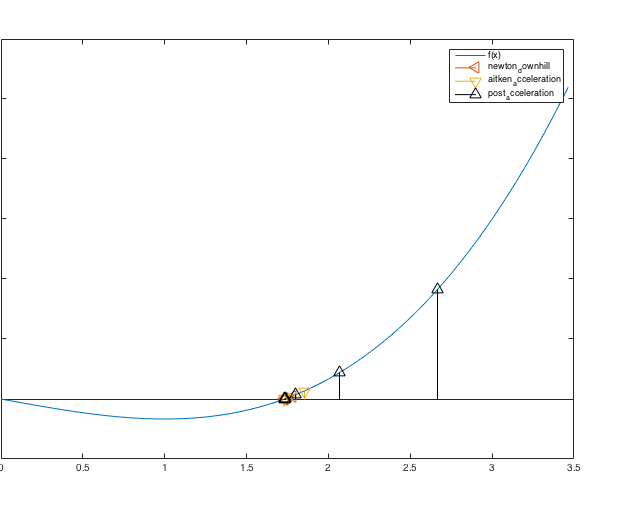 f(x)
newton_downhill
aitken_acceleration
post_acceleration
0 0.5 1 1.5 2 2.5 3 3.5